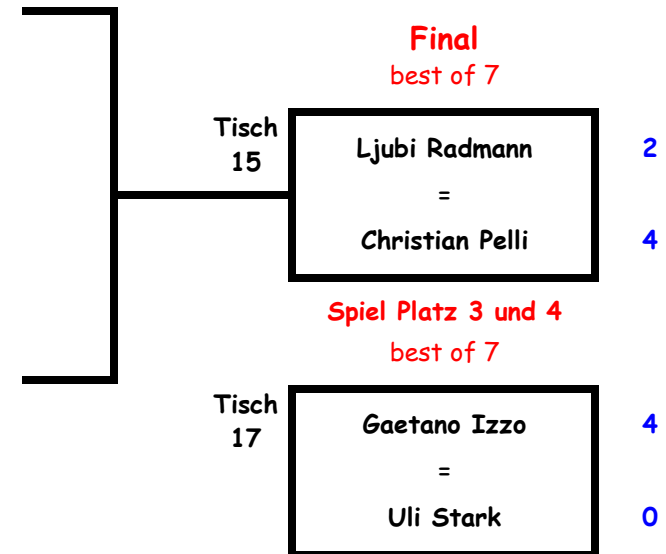 Final
best of 7
Tisch
15
Ljubi Radmann 2
=
Christian Pelli 4
Spiel Platz 3 und 4
best of 7
Tisch
17
Gaetano Izzo 4
=
Uli Stark 0